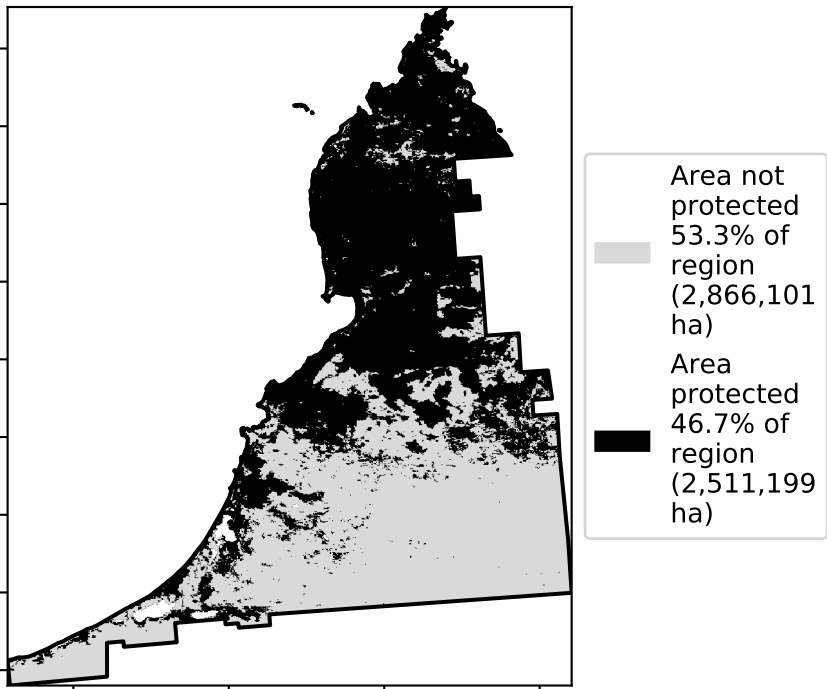 Area not
protected
53.3% of
region
(2,866,101
ha)
Area
protected
46.7% of
region
(2,511,199
ha)